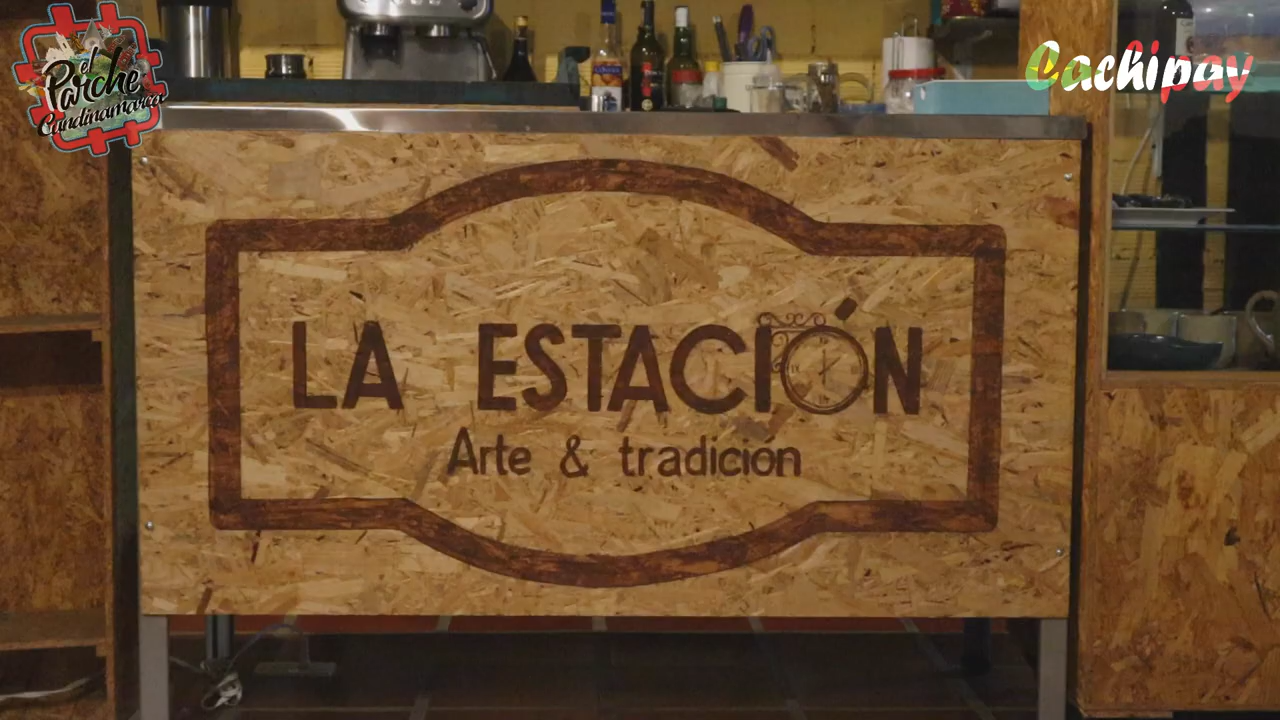 el
Parche
Cundinamarca
Cachipay
LA ESTACIÓN
Arte & tradición